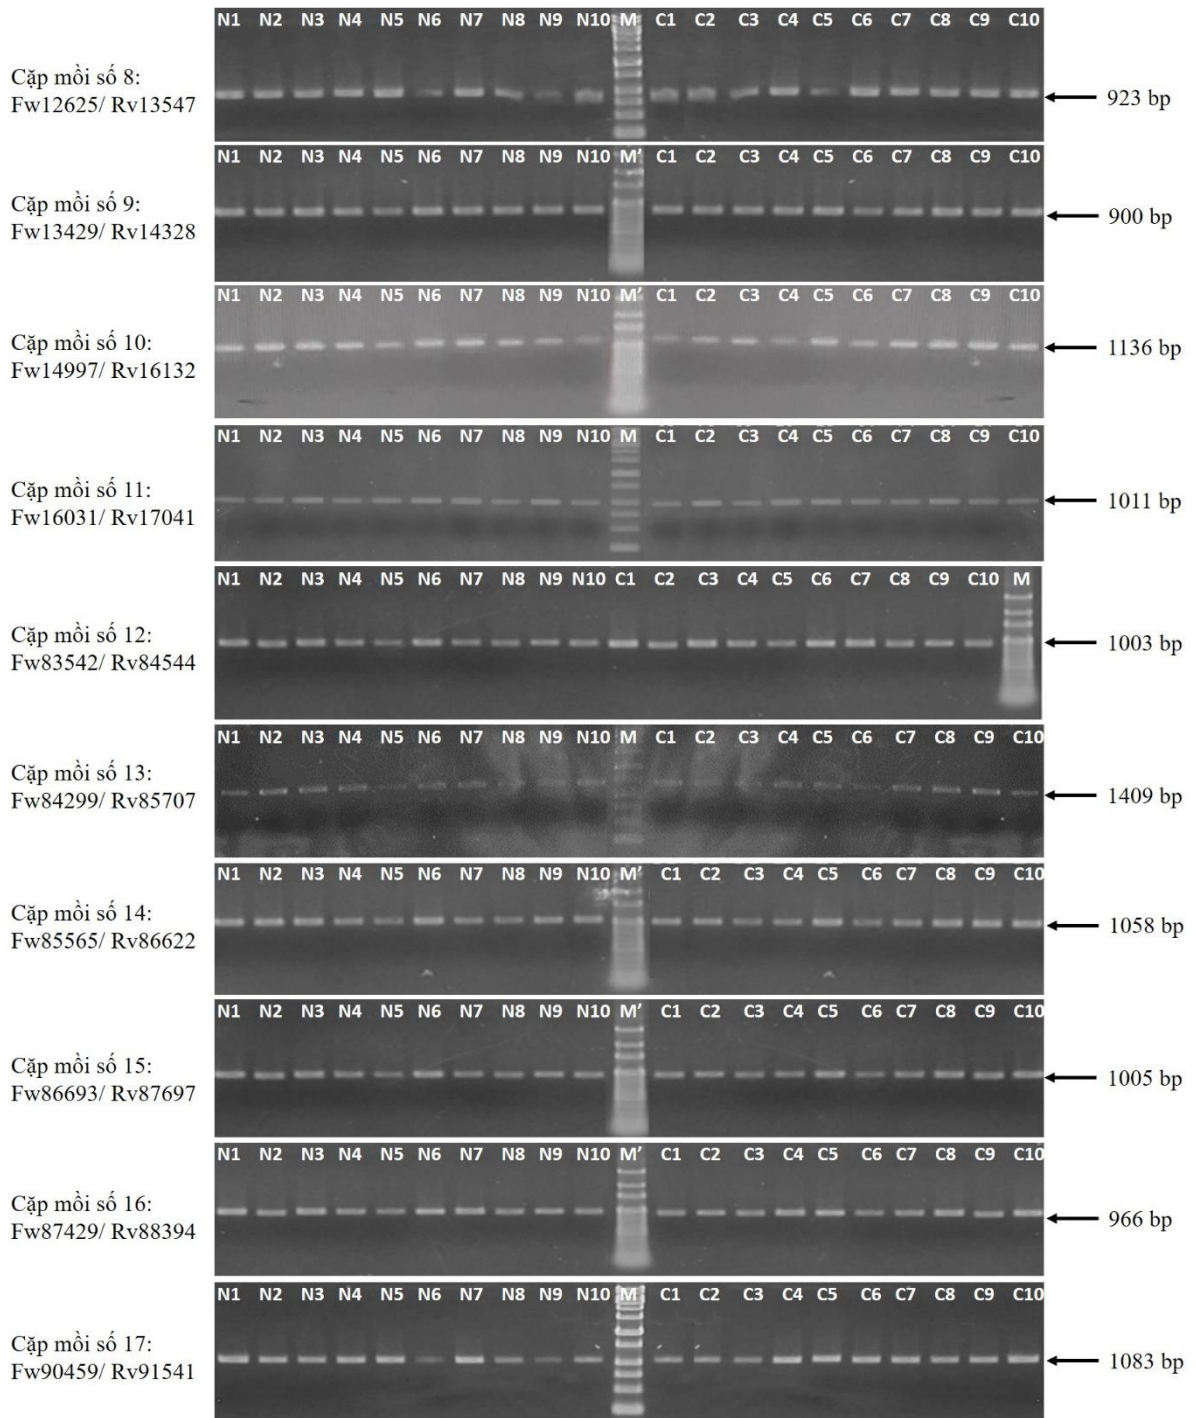 N1 N2 N3 N4 N5 N6 N7 N8 N9 N10 M C1 C2 C3 C4 C5 C6 C7 C8 C9 C10
Cặp mồi số 8:
Fw12625/ Rv13547
923 bp
N1 N2 N3 N4 N5 N6 N7 N8 N9 N10 M’ C1 C2 C3 C4 C5 C6 C7 C8 C9 C10
Cặp mồi số 9:
Fw13429/ Rv14328
900 bp
N1 N2 N3 N4 N5 N6 N7 N8 N9 N10 M’ C1 C2 C3 C4 C5 C6 C7 C8 C9 C10
Cặp mồi số 10:
Fw14997/ Rv16132
1136 bp
N1 N2 N3 N4 N5 N6 N7 N8 N9 N10 M C1 C2 C3 C4 C5 C6 C7 C8 C9 C10
Cặp mồi số 11:
Fw16031/ Rv17041
1011 bp
N1 N2 N3 N4 N5 N6 N7 N8 N9 N10 C1 C2 C3 C4 C5 C6 C7 C8 C9 C10 M
Cặp mồi số 12:
Fw83542/ Rv84544
1003 bp
N1 N2 N3 N4 N5 N6 N7 N8 N9 N10 M C1 C2 C3 C4 C5 C6 C7 C8 C9 C10
Cặp mồi số 13:
Fw84299/ Rv85707
1409 bp
N1 N2 N3 N4 N5 N6 N7 N8 N9 N10 M’ C1 C2 C3 C4 C5 C6 C7 C8 C9 C10
Cặp mồi số 14:
Fw85565/ Rv86622
1058 bp
N1 N2 N3 N4 N5 N6 N7 N8 N9 N10 M’ C1 C2 C3 C4 C5 C6 C7 C8 C9 C10
Cặp mồi số 15:
Fw86693/ Rv87697
1005 bp
N1 N2 N3 N4 N5 N6 N7 N8 N9 N10 M’ C1 C2 C3 C4 C5 C6 C7 C8 C9 C10
Cặp mồi số 16:
Fw87429/ Rv88394
966 bp
N1 N2 N3 N4 N5 N6 N7 N8 N9 N10 M C1 C2 C3 C4 C5 C6 C7 C8 C9 C10
Cặp mồi số 17:
Fw90459/ Rv91541
1083 bp